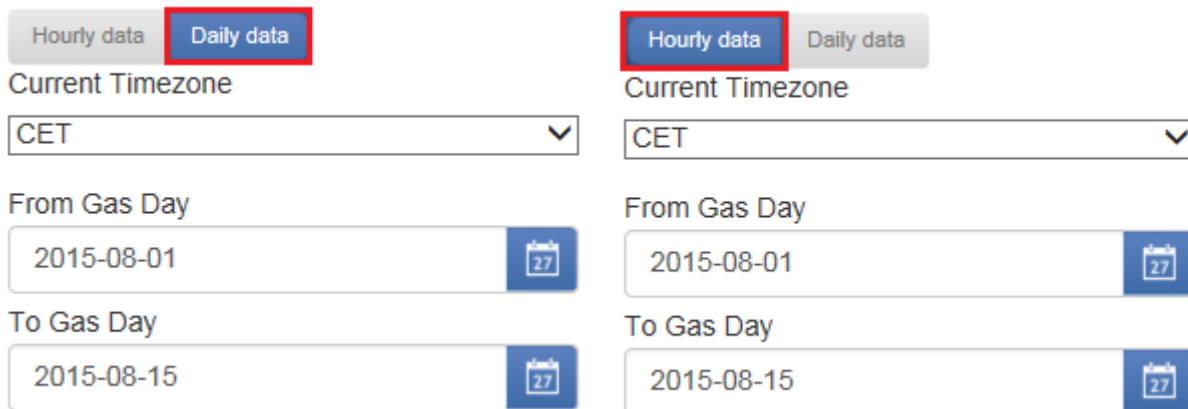 Hourly data Daily data
Current Timezone
CET
From Gas Day
2015-08-01
27
To Gas Day
2015-08-15
27
Hourly data Daily data
Current Timezone
CET
From Gas Day
2015-08-01
27
To Gas Day
2015-08-15
27